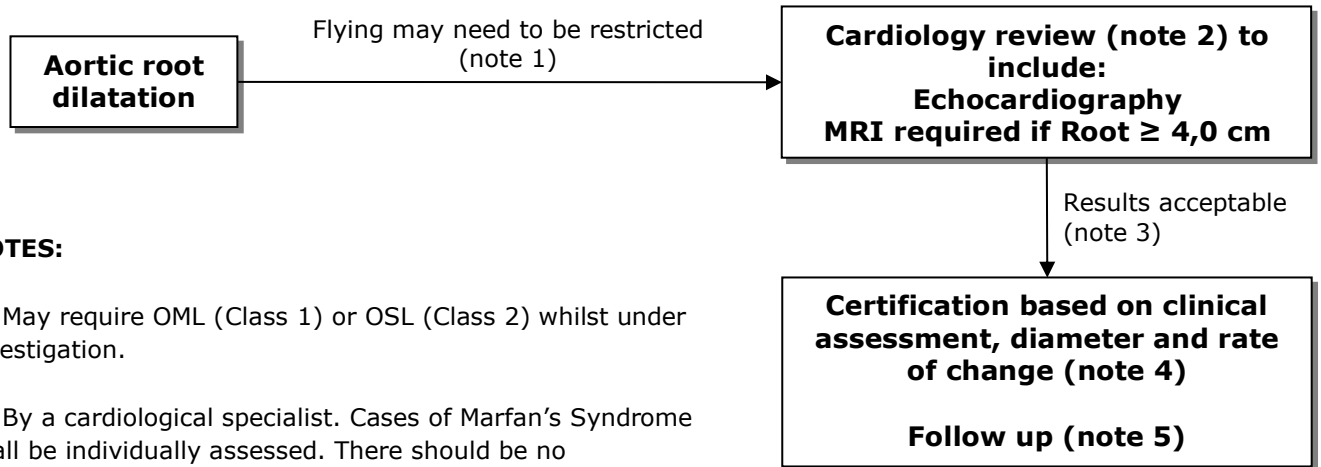 Aortic root
dilatation
Flying may need to be restricted
(note 1)
Cardiology review (note 2) to
include:
Echocardiography
MRI required if Root ≥ 4,0 cm
Results acceptable
(note 3)
Certification based on clinical
assessment, diameter and rate
of change (note 4)
Follow up (note 5)
OTES:
May require OML (Class 1) or OSL (Class 2) whilst under
estigation.
By a cardiological specialist. Cases of Marfan’s Syndrome
all be individually assessed. There should be no